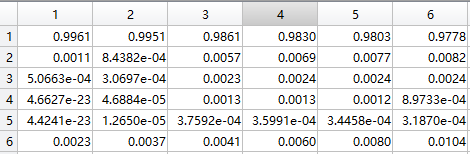 1 2 3 4 5 6
1 0.9961 0.9951 0.9861 0.9830 0.9803 0.9778
2 0.0011 8.4382e-04 0.0057 0.0069 0.0077 0.0082
3 5.0663e-04 3.0697e-04 0.0023 0.0024 0.0024 0.0024
4 4.6627e-23 4.6884e-05 0.0013 0.0013 0.0012 8.9733e-04
5 4.4241e-23 1.2650e-05 3.7592e-04 3.5991e-04 3.4458e-04 3.1870e-04
6 0.0023 0.0037 0.0041 0.0060 0.0080 0.0104